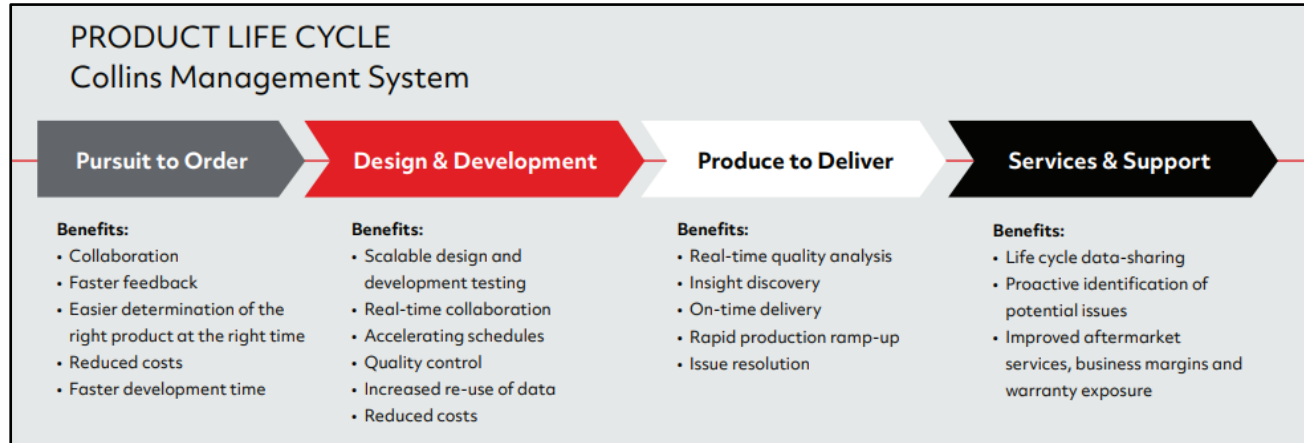 PRODUCT LIFE CYCLE
Collins Management System
Pursuit to Order
Benefits:
• Collaboration
• Faster feedback
• Easier determination of the
right product at the right time
• Reduced costs
• Faster development time
Design & Development
Benefits:
• Scalable design and
development testing
• Real-time collaboration
• Accelerating schedules
• Quality control
• Increased re-use of data
• Reduced costs
Produce to Deliver
Benefits:
• Real-time quality analysis
• Insight discovery
• On-time delivery
• Rapid production ramp-up
• Issue resolution
Services & Support
Benefits:
• Life cycle data-sharing
• Proactive identification of
potential issues
• Improved aftermarket
services, business margins and
warranty exposure